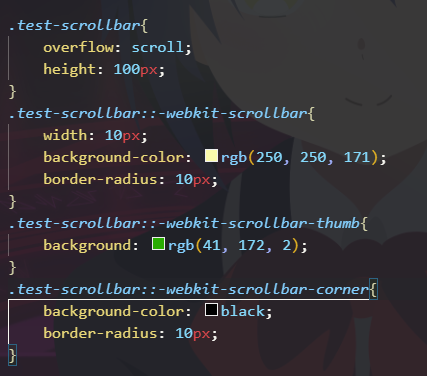 .test-scrollbar{
overflow: scroll;
height: 100px;
}
.test-scrollbar::-webkit-scrollbar{
width: 10px;
background-color: rgb(250, 250, 171);
border-radius: 10px;
}
.test-scrollbar::-webkit-scrollbar-thumb{
background: rgb(41, 172, 2);
}
.test-scrollbar::-webkit-scrollbar-corner{
background-color: black;
border-radius: 10px;
}